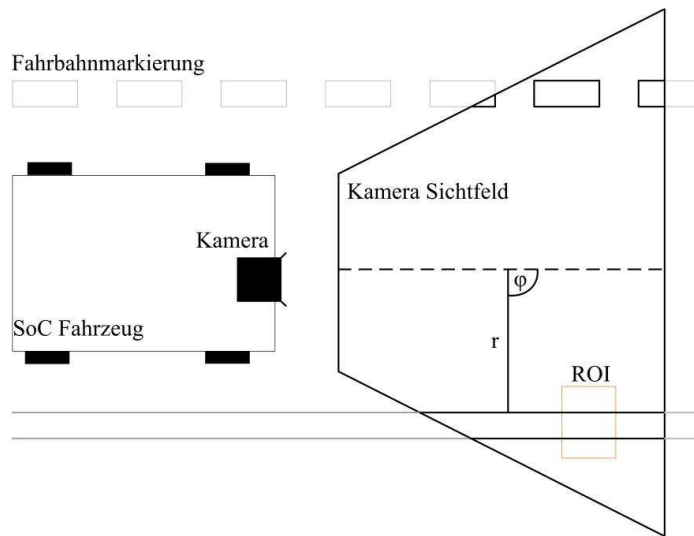 Fahrbahnmarkierung
Kamera Sichtfeld
Kamera
φ
SoC Fahrzeug
r
ROI